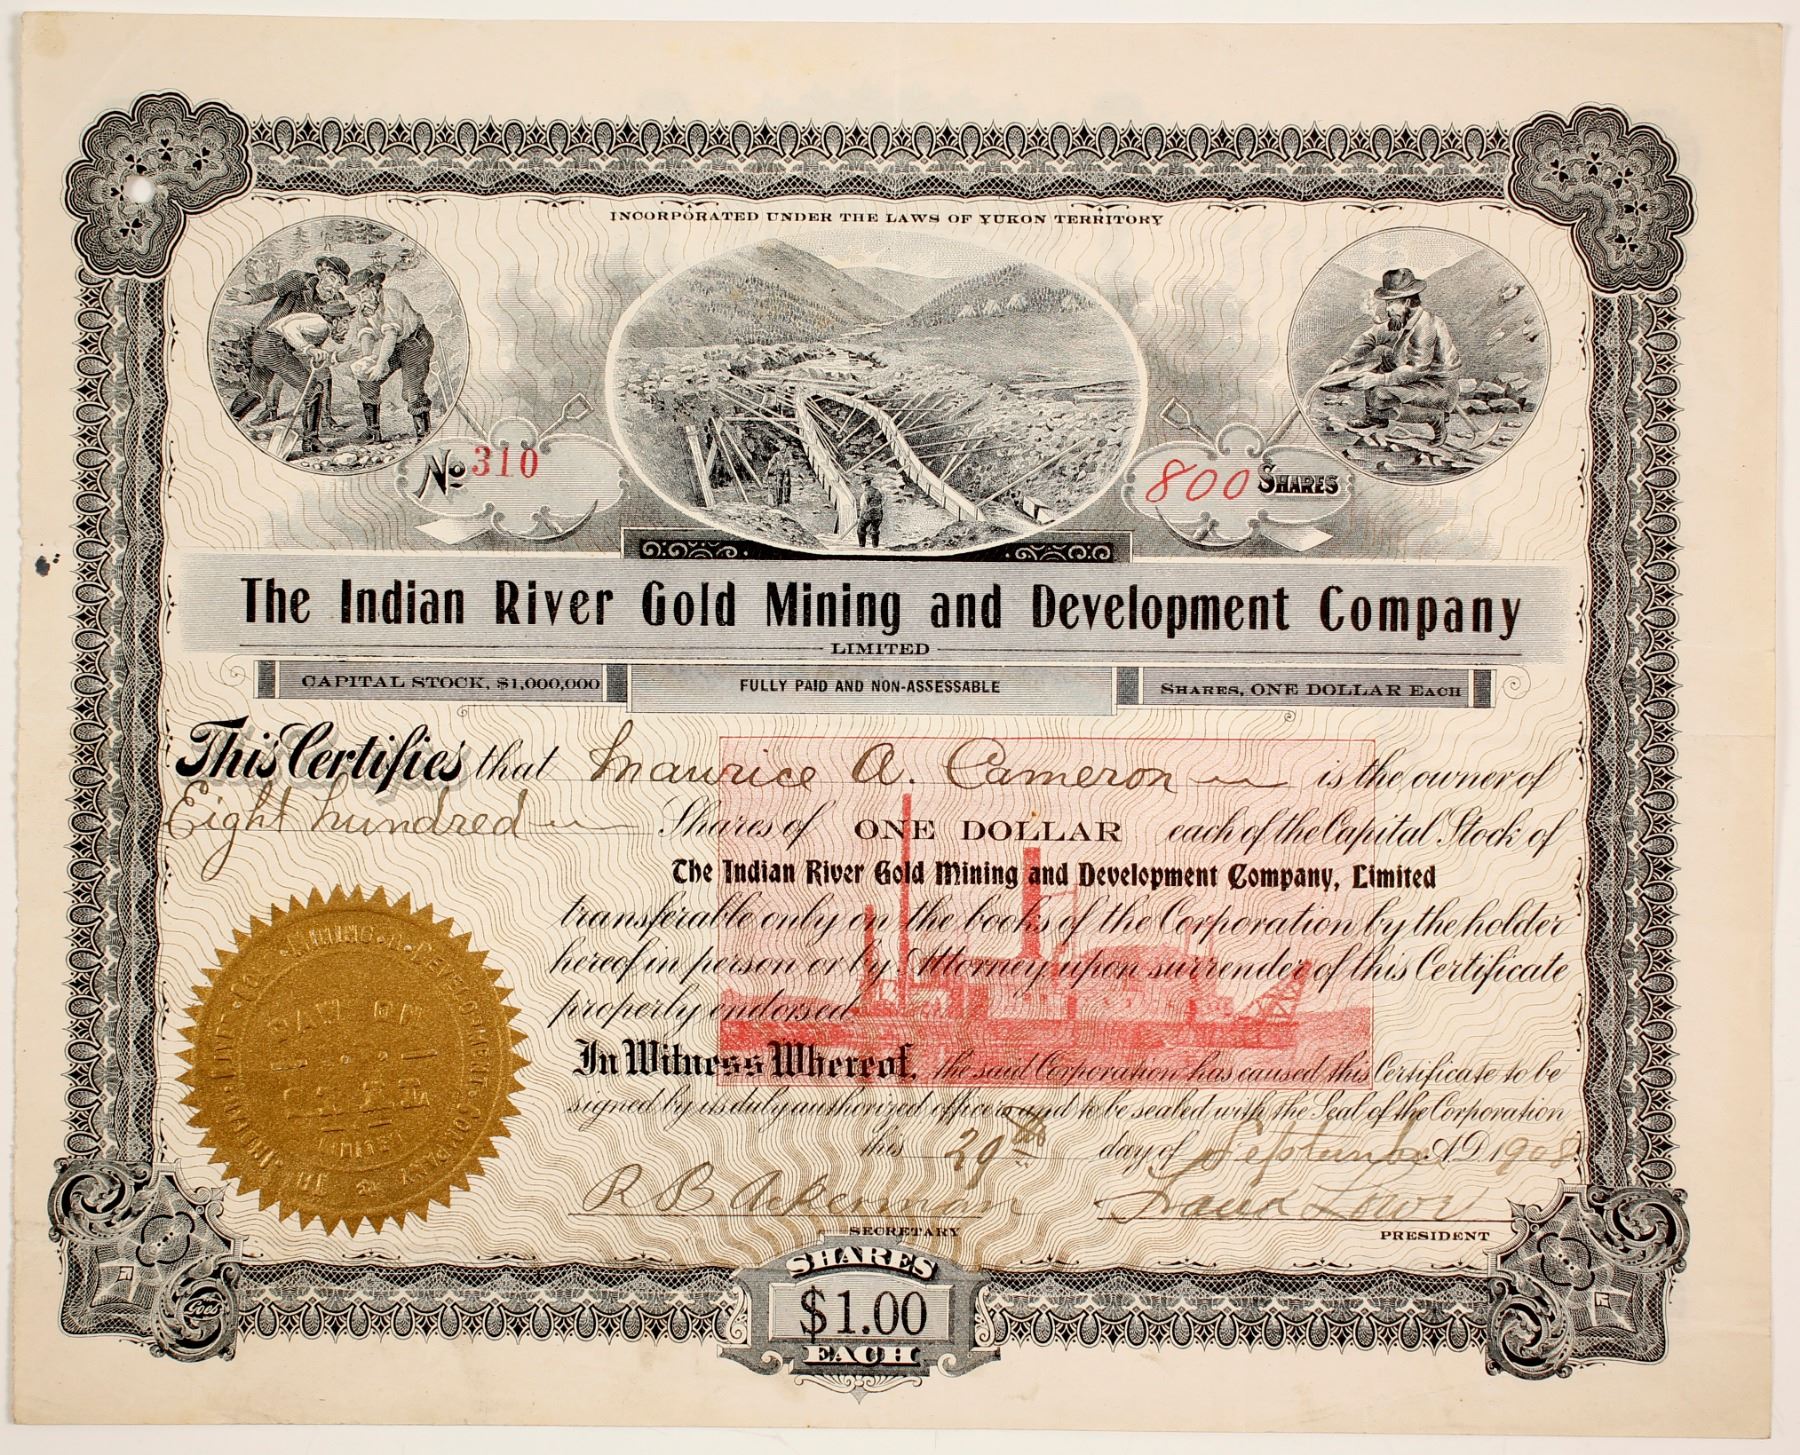 INCORPORATED UNDER THE LAWS OF YUKON TERRITORY
No 310
800 SHARES
The Indian River Gold Mining and Development Company
LIMITED
CAPITAL STOCK, $1,000,000
FULLY PAID AND NON-ASSESSABLE
SHARES, ONE DOLLAR EACH
This Certifies that Maurice A. Cameron is the owner of
Eight hundred Shares of ONE DOLLAR each of the Capital Stock of
The Indian River Gold Mining and Development Company, Limited
transferable only on the books of the Corporation by the holder
hereof in person or by Attorney upon surrender of this Certificate
properly endorsed.
In Witness Whereof, the said Corporation has caused this Certificate to be
signed by its duly authorized officers and to be sealed with the Seal of the Corporation
this 29th day of September A.D. 1908.
R B Ackerman
SECRETARY
PRESIDENT
SHARES
$1.00
EACH
Goes